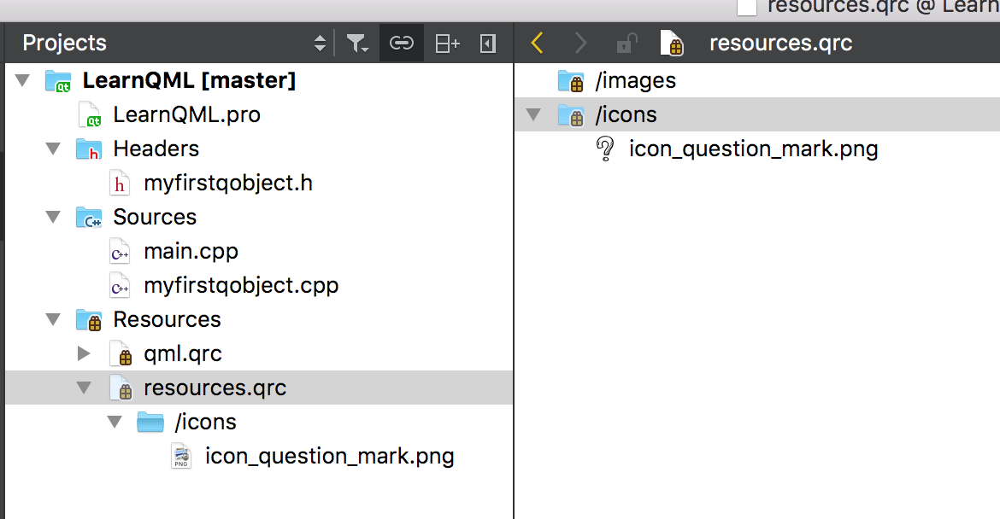 resources.qrc @ Learn
Projects
resources.qrc
LearnQML [master]
LearnQML.pro
Headers
myfirstqobject.h
Sources
main.cpp
myfirstqobject.cpp
Resources
qml.qrc
resources.qrc
/icons
icon_question_mark.png
/images
/icons
icon_question_mark.png